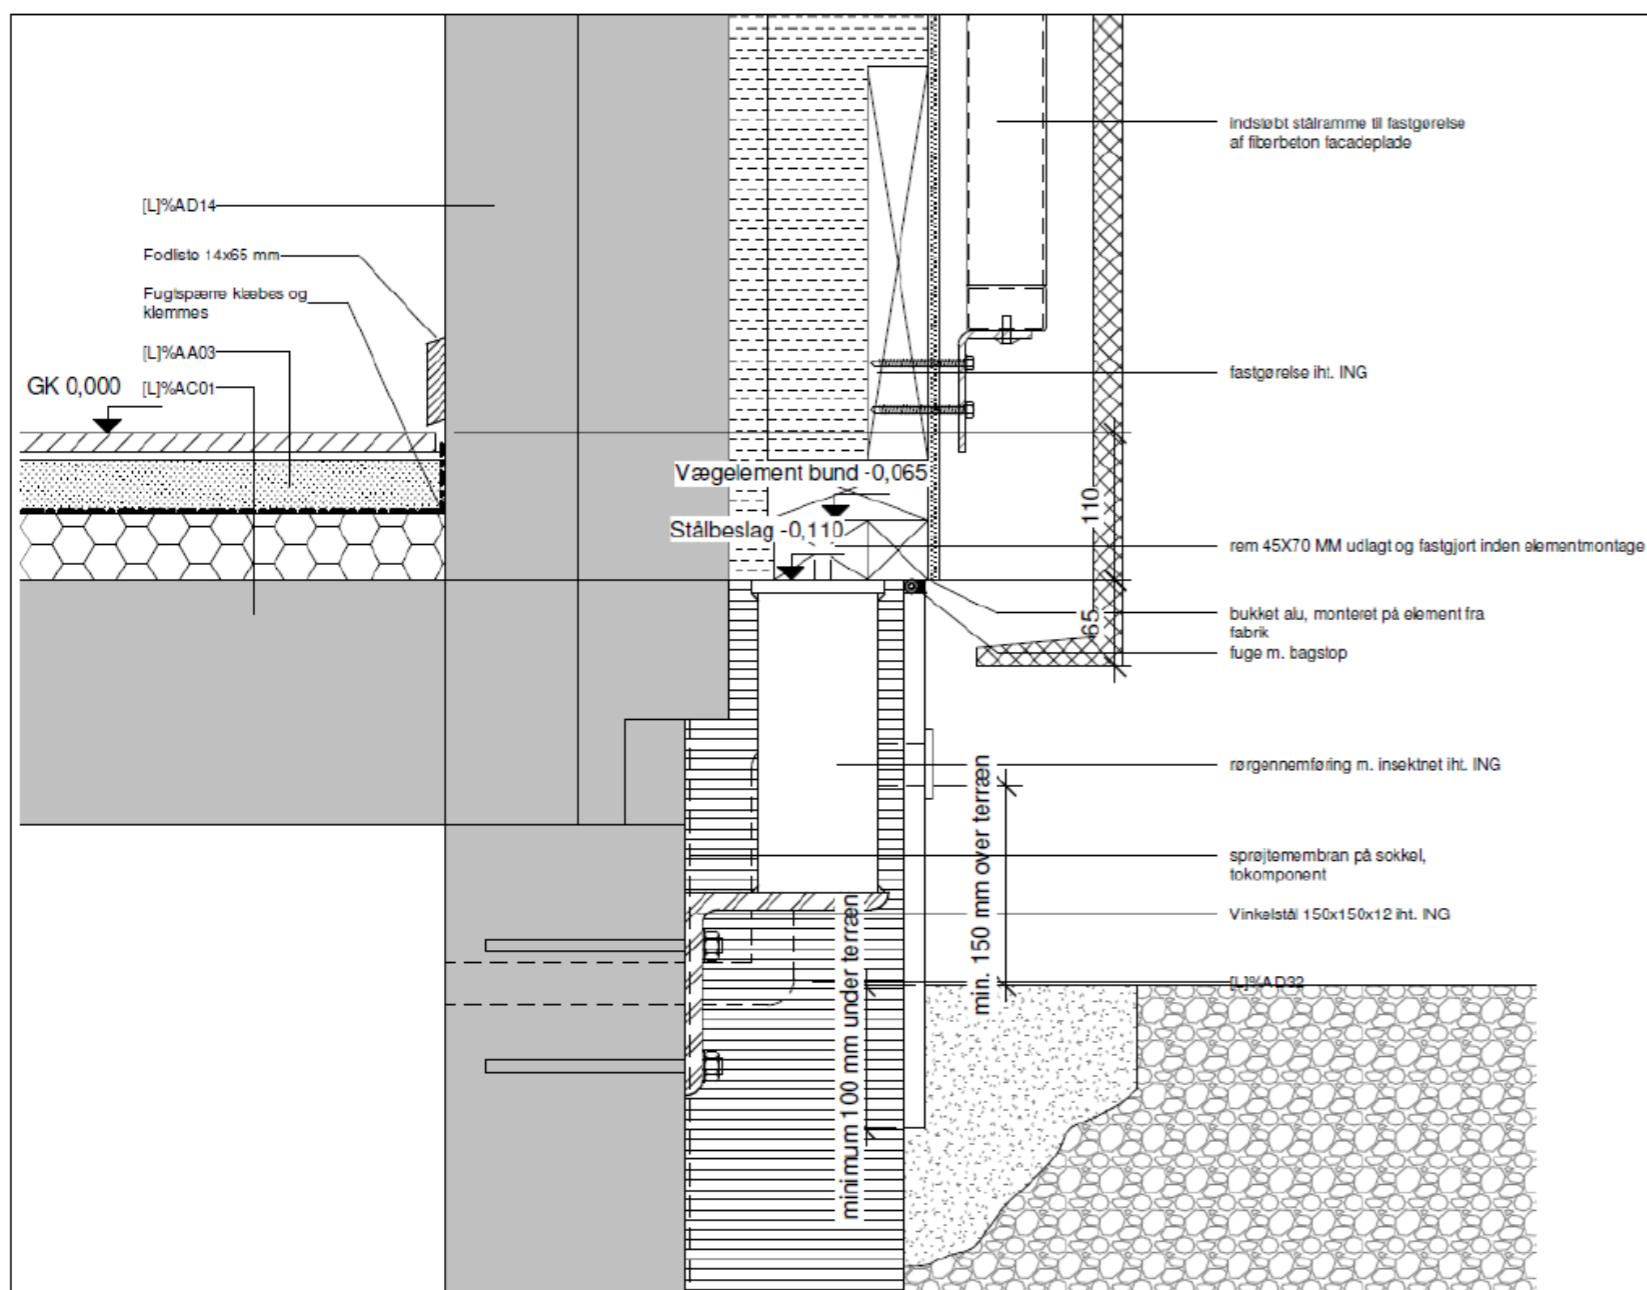 indstøbt stålramme til fastgørelse
af fiberbeton facadeplade
[L]%AD14
Fodliste 14x65 mm
Fugtspærre klæbes og
klemmes
[L]%AA03
GK 0,000
[L]%AC01
fastgørelse iht. ING
Vægelement bund -0,065
110
Stålbeslag -0,110
rem 45X70 MM udlagt og fastgjort inden elementmontage
65
bukket alu, monteret på element fra
fabrik
fuge m. bagstop
rørgennemføring m. insektnet iht. ING
min. 150 mm over terræn
sprøjtemembran på sokkel,
tokomponent
minimum 100 mm under terræn
Vinkelstål 150x150x12 iht. ING
[L]%AD32